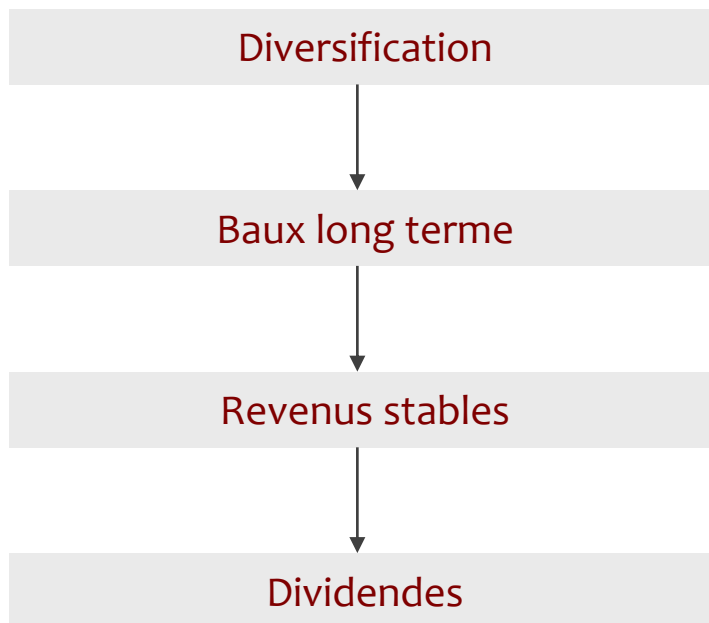 Diversification
Baux long terme
Revenus stables
Dividendes